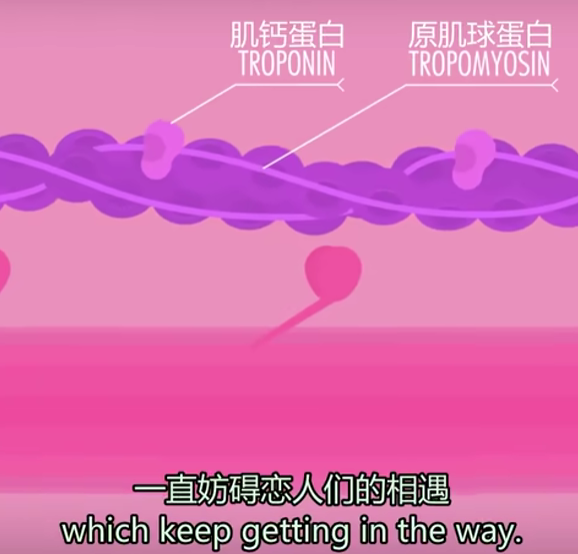 肌钙蛋白
TROPONIN
原肌球蛋白
TROPOMYOSIN
一直妨碍恋人们的相遇
which keep getting in the way.